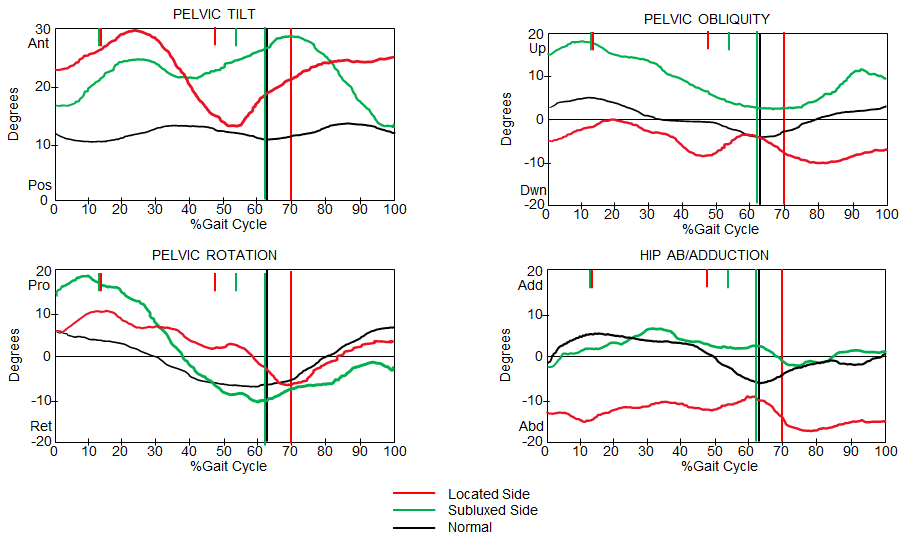 PELVIC TILT
30
Ant
20
10
Pos
0
Degrees
0 10 20 30 40 50 60 70 80 90 100
%Gait Cycle
PELVIC OBLIQUITY
20
Up
10
0
-10
Dwn
-20
Degrees
0 10 20 30 40 50 60 70 80 90 100
%Gait Cycle
PELVIC ROTATION
20
Pro
10
0
-10
Ret
-20
Degrees
0 10 20 30 40 50 60 70 80 90 100
%Gait Cycle
HIP AB/ADDUCTION
20
Add
10
0
-10
Abd
-20
Degrees
0 10 20 30 40 50 60 70 80 90 100
%Gait Cycle
Located Side
Subluxed Side
Normal